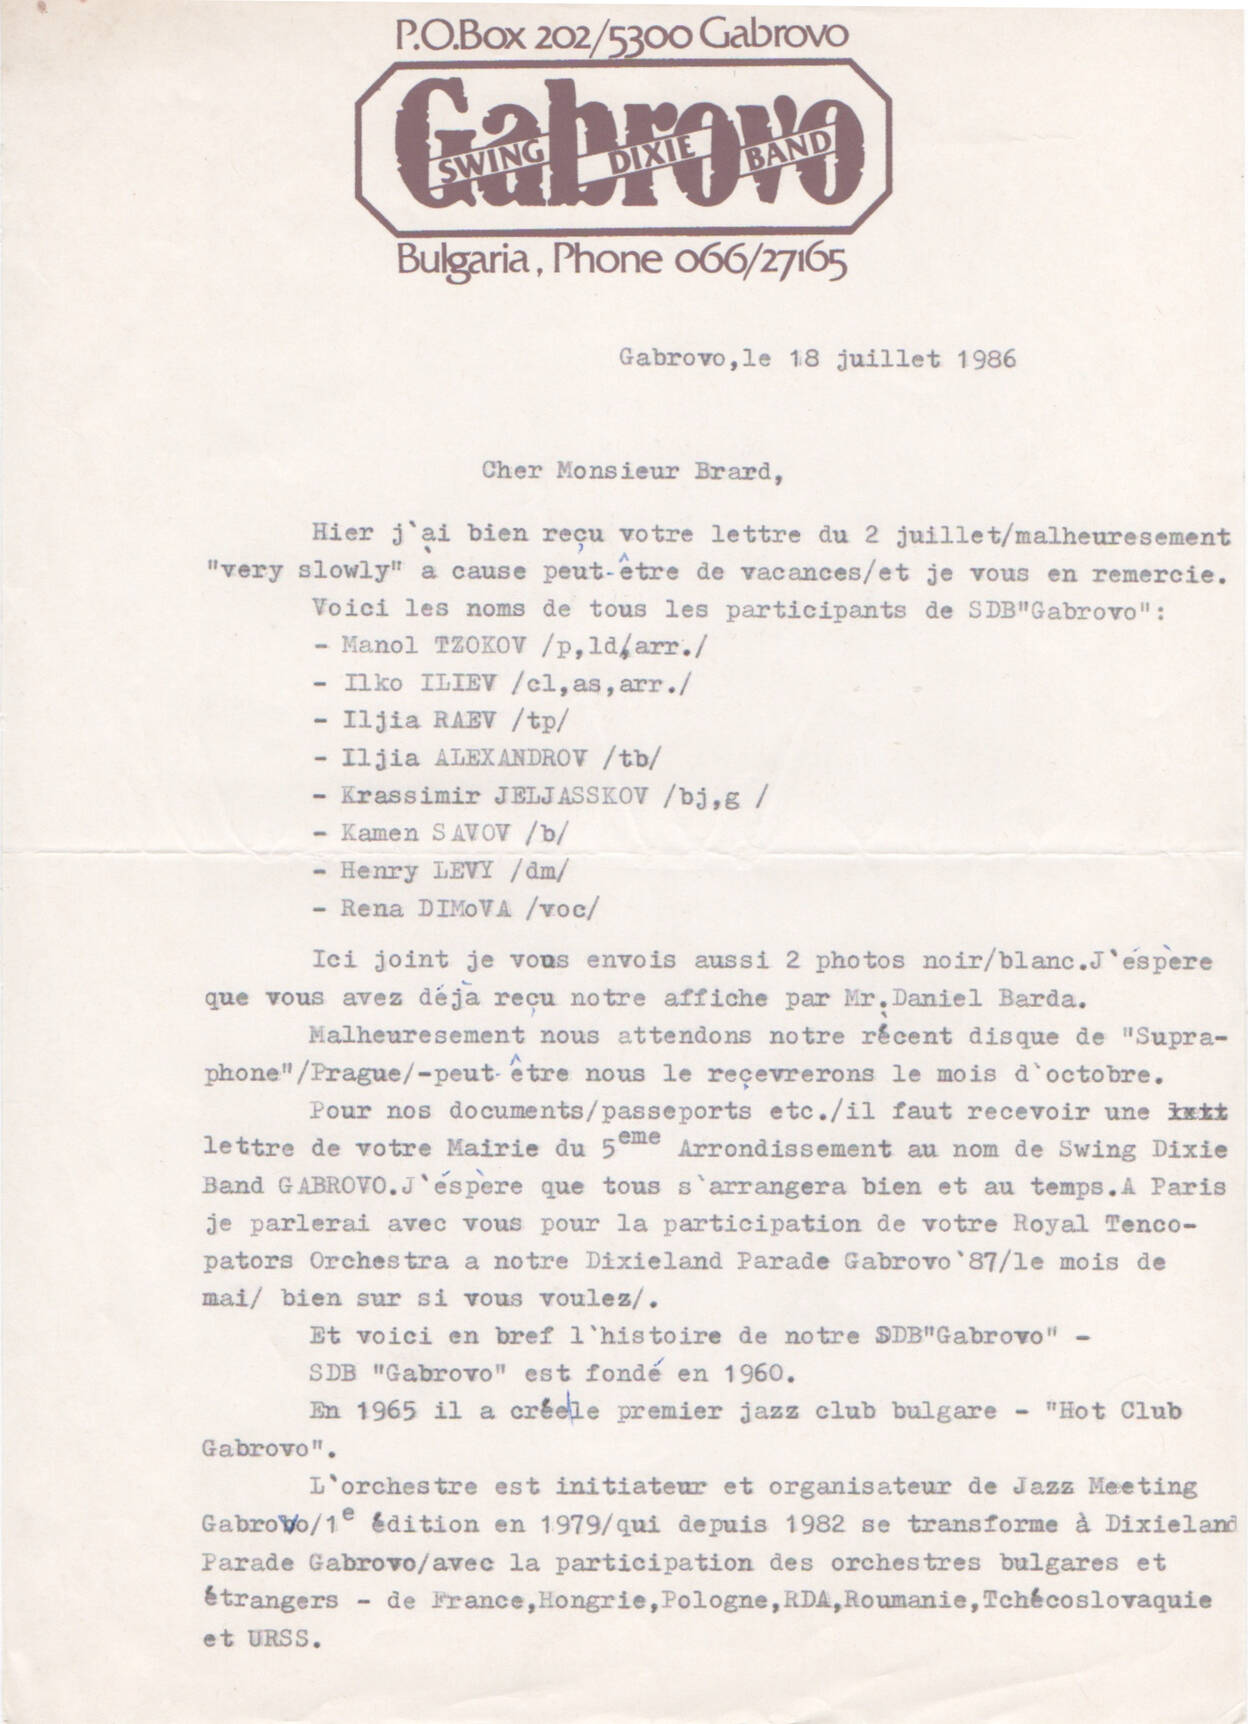 P.O.Box 202/5300 Gabrovo
Gabrovo
SWING DIXIE BAND
Bulgaria, Phone 066/27165
Gabrovo,le 18 juillet 1986
Cher Monsieur Brard,
Hier j`ai bien reçu votre lettre du 2 juillet/malheuresement
"very slowly" à cause peut-être de vacances/et je vous en remercie.
Voici les noms de tous les participants de SDB"Gabrovo":
- Manol TZOKOV /p,ld,arr./
- Ilko ILIEV /cl,as,arr./
- Iljia RAEV /tp/
- Iljia ALEXANDROV /tb/
- Krassimir JELJASSKOV /bj,g /
- Kamen SAVOV /b/
- Henry LEVY /dm/
- Rena DIMoVA /voc/
Ici joint je vous envois aussi 2 photos noir/blanc.J`éspère
que vous avez déjà reçu notre affiche par Mr.Daniel Barda.
Malheuresement nous attendons notre rècent disque de "Supra-
phone"/Prague/-peut-être nous le reçevrerons le mois d`octobre.
Pour nos documents/passeports etc./il faut recevoir une
lettre de votre Mairie du 5eme Arrondissement au nom de Swing Dixie
Band GABROVO.J`éspère que tous s`arrangera bien et au temps.A Paris
je parlerai avec vous pour la participation de votre Royal Tenco-
pators Orchestra a notre Dixieland Parade Gabrovo`87/le mois de
mai/ bien sur si vous voulez/.
Et voici en bref l`histoire de notre SDB"Gabrovo" -
SDB "Gabrovo" est fondé en 1960.
En 1965 il a crée|le premier jazz club bulgare - "Hot Club
Gabrovo".
L`orchestre est initiateur et organisateur de Jazz Meeting
Gabrovo/1e édition en 1979/qui depuis 1982 se transforme à Dixieland
Parade Gabrovo/avec la participation des orchestres bulgares et
étrangers - de France,Hongrie,Pologne,RDA,Roumanie,Tchécoslovaquie
et URSS.